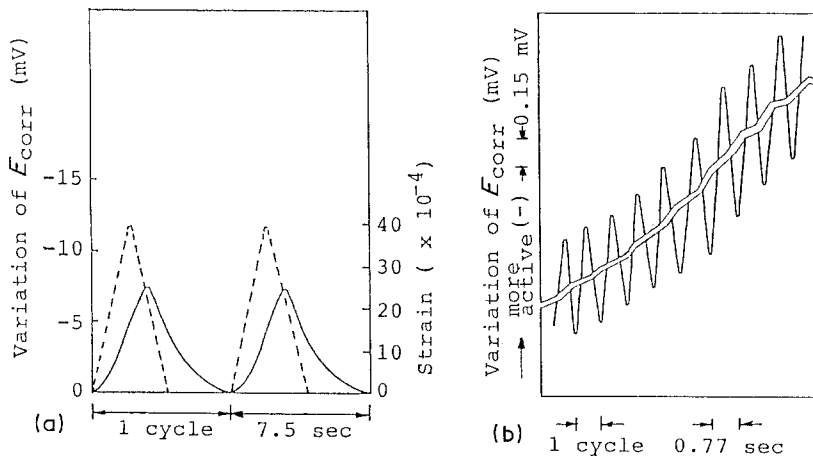 Variation of Ecorr (mV)
-15
-10
-5
0
40
30
20
10
0
Strain ( x 10-4)
(a)
1 cycle
7.5 sec
Variation of Ecorr (mV)
more
active (-)
0.15 mV
(b)
1 cycle
0.77 sec